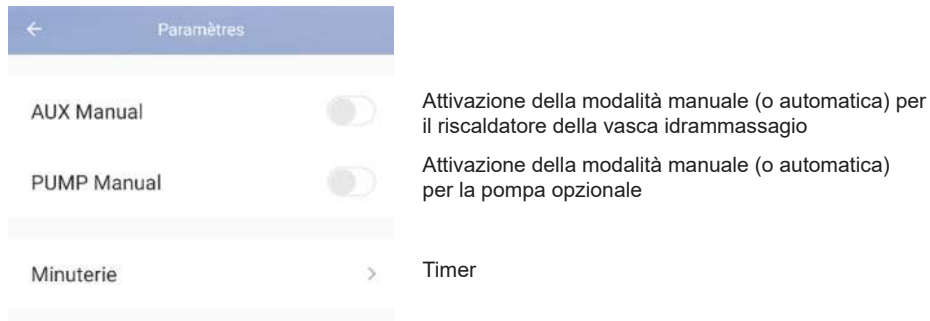 Paramètres
AUX Manual
Attivazione della modalità manuale (o automatica) per
il riscaldatore della vasca idrammassagio
PUMP Manual
Attivazione della modalità manuale (o automatica)
per la pompa opzionale
Minuterie
Timer